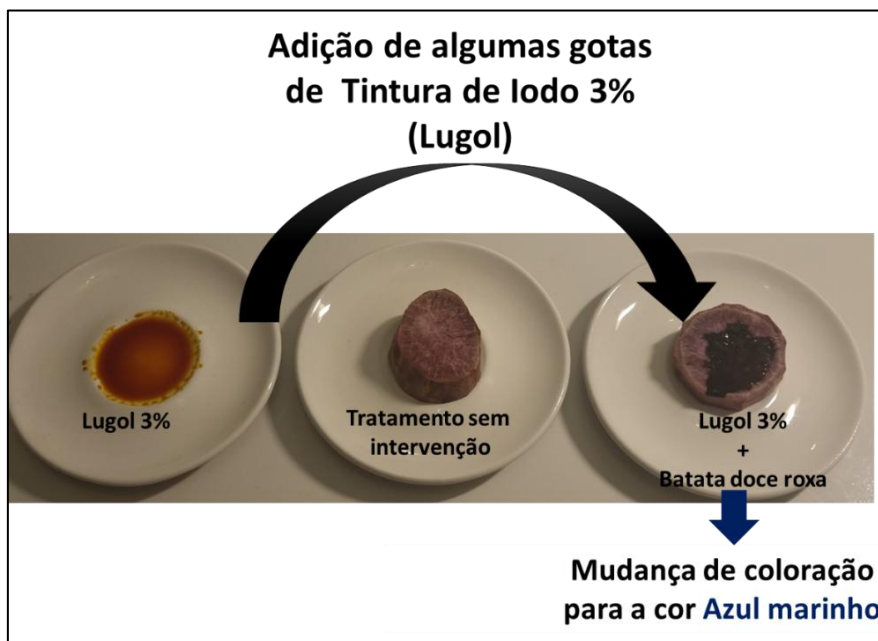 Adição de algumas gotas
de Tintura de Iodo 3%
(Lugol)
Lugol 3%
Tratamento sem
intervenção
Lugol 3%
+
Batata doce roxa
Mudança de coloração
para a cor Azul marinho